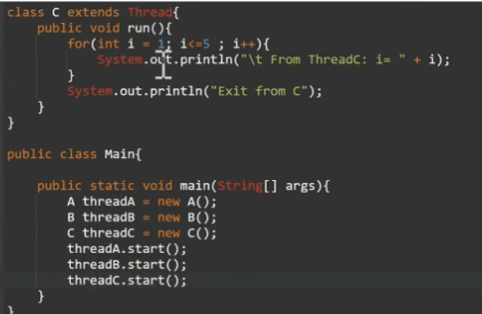 class C extends Thread{
    public void run(){
        for(int i = 1; i<=5 ; i++){
            System.out.println("\t From ThreadC: i= " + i);
        }
        System.out.println("Exit from C");
    }
}

public class Main{

    public static void main(String[] args){
        A threadA = new A();
        B threadB = new B();
        C threadC = new C();
        threadA.start();
        threadB.start();
        threadC.start();
    }
}